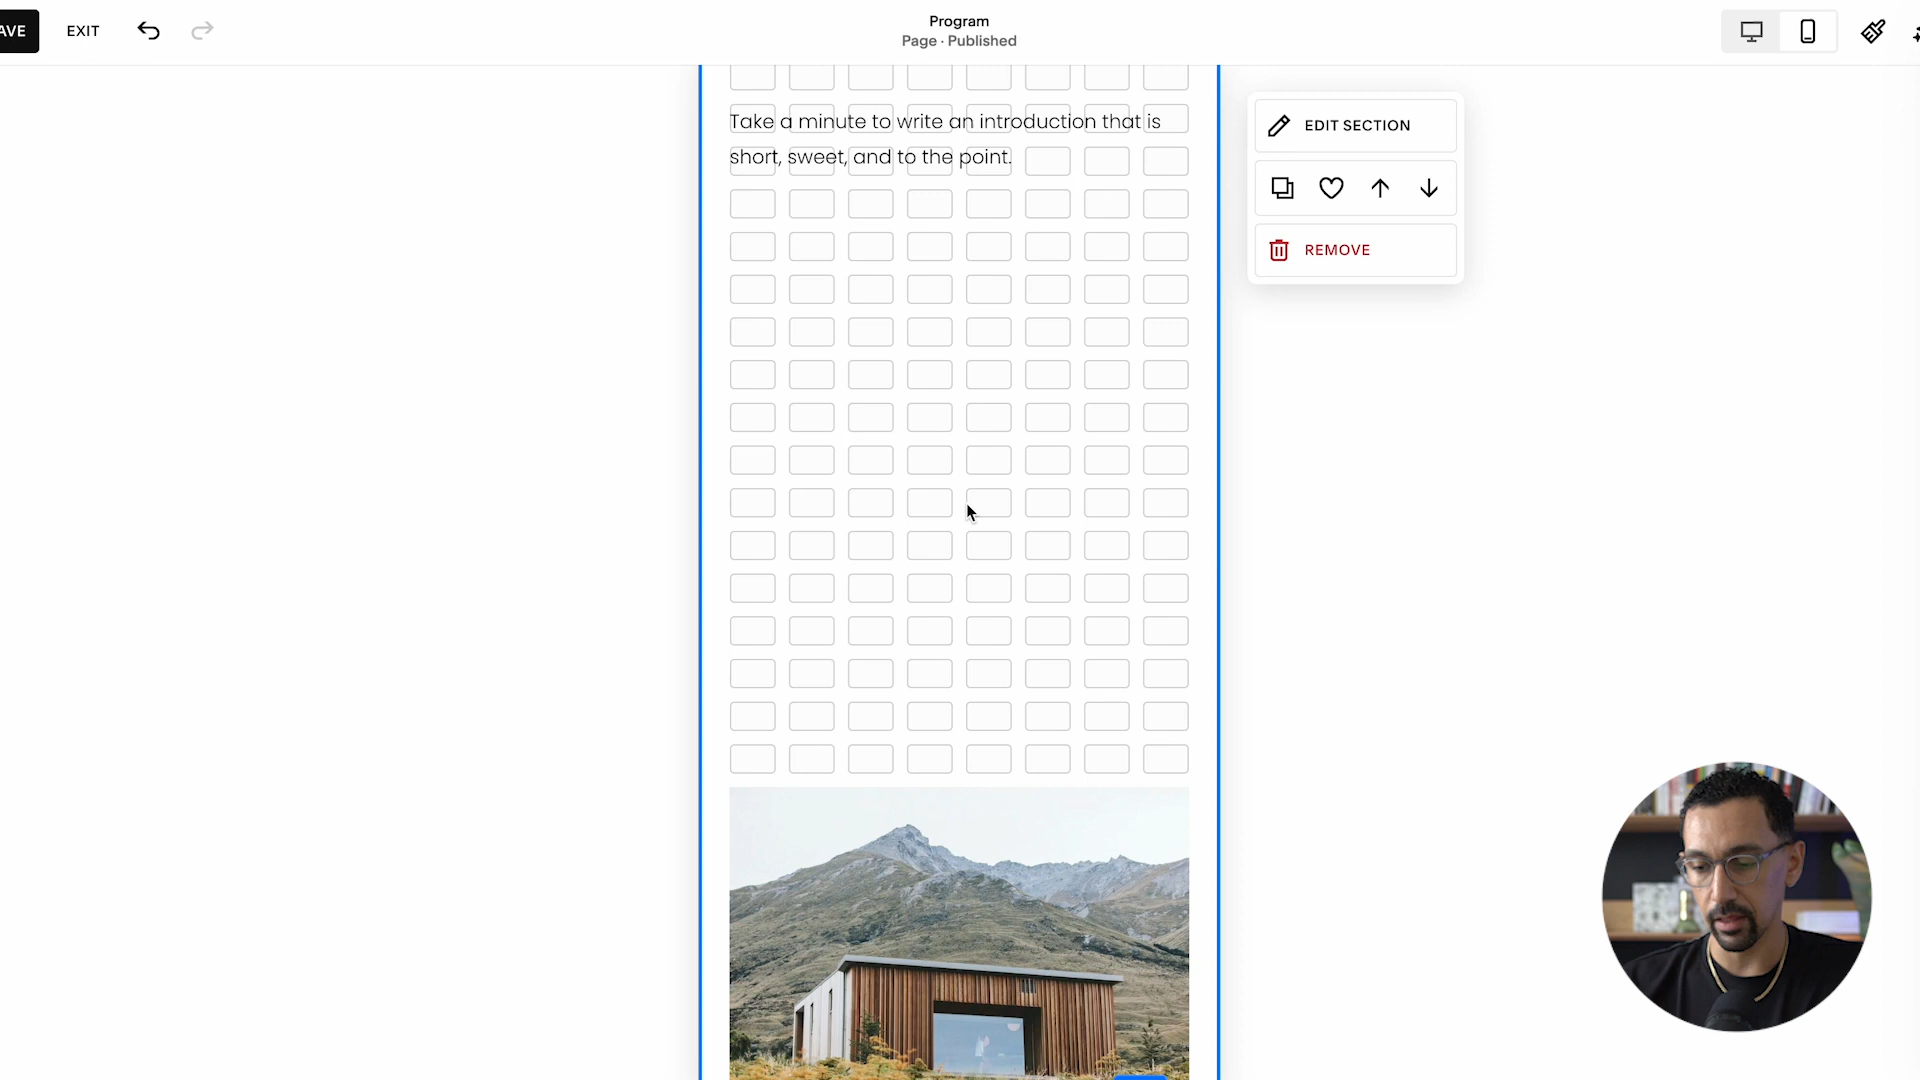 AVE
EXIT
Program
Page · Published
Take a minute to write an introduction that is
short, sweet, and to the point.
EDIT SECTION
REMOVE